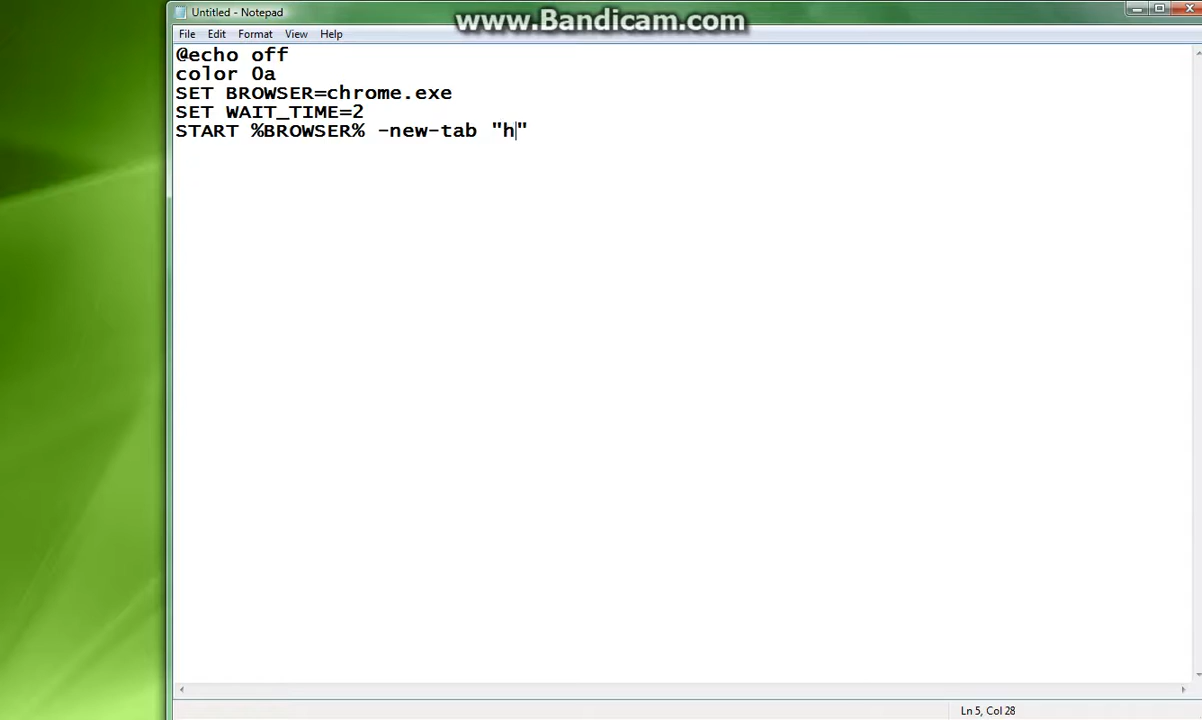 Untitled - Notepad
www.Bandicam.com
File Edit Format View Help
@echo off
color 0a
SET BROWSER=chrome.exe
SET WAIT_TIME=2
START %BROWSER% -new-tab "h"
Ln 5, Col 28